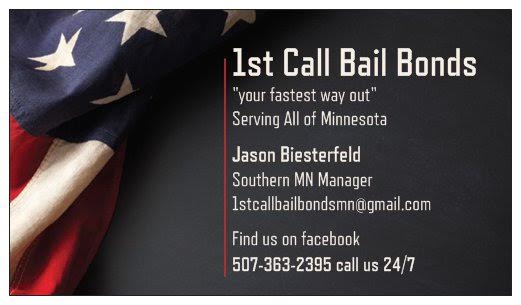 1st Call Bail Bonds
"your fastest way out"
Serving All of Minnesota
Jason Biesterfeld
Southern MN Manager
1stcallbailbondsmn@gmail.com
Find us on facebook
507-363-2395 call us 24/7